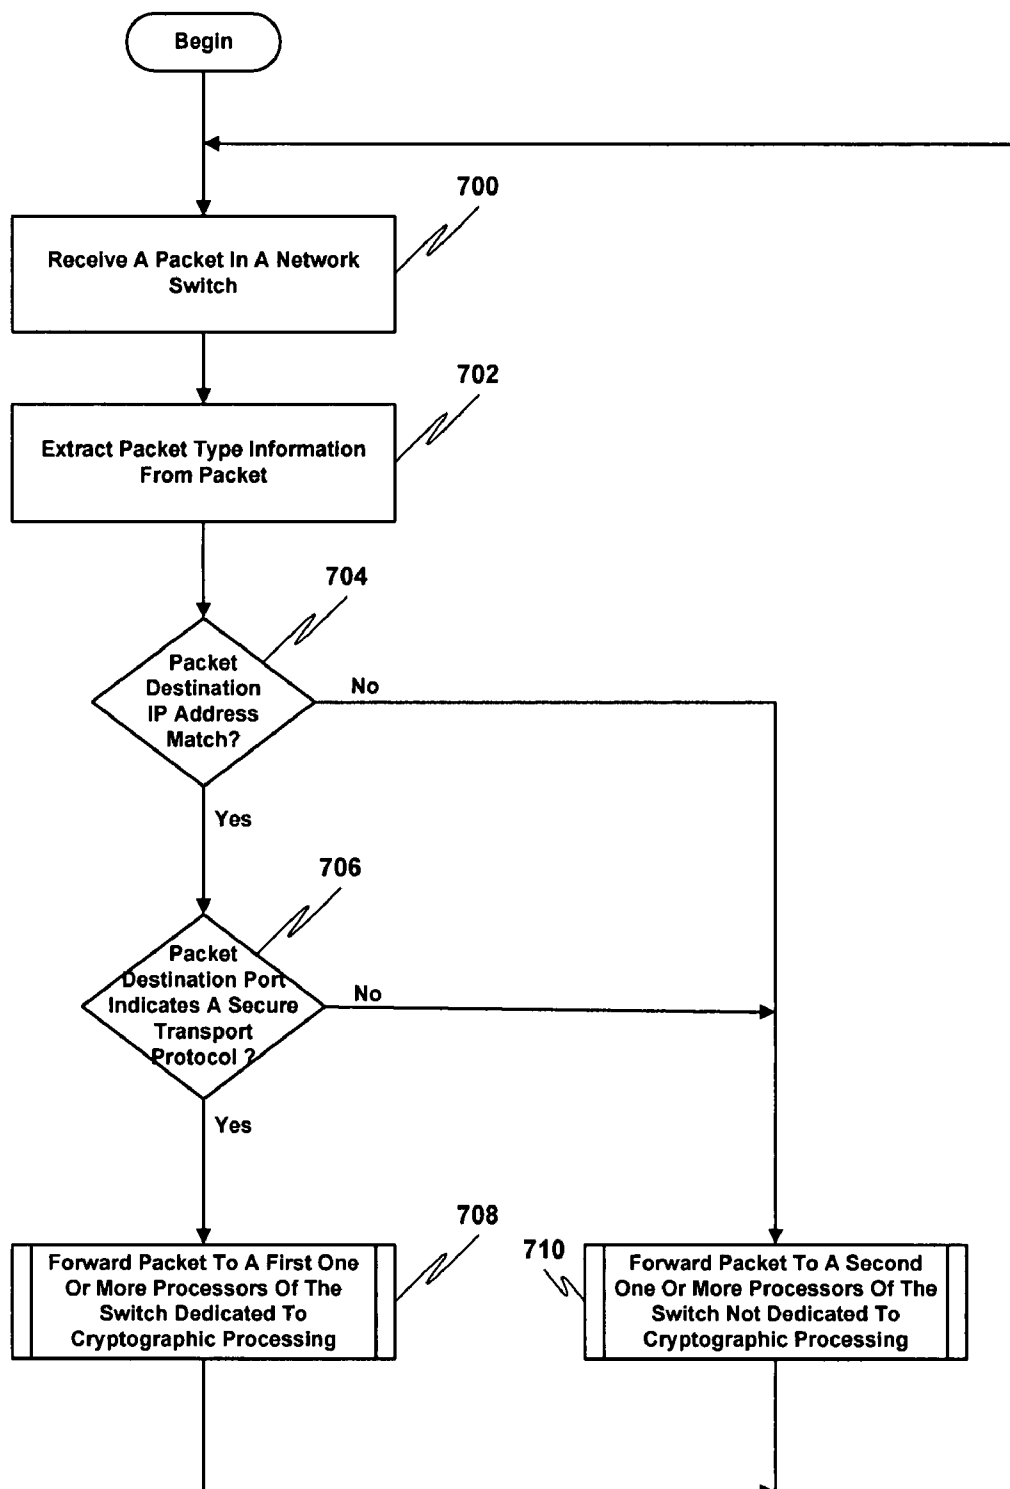 Begin
700
Receive A Packet In A Network
Switch
702
Extract Packet Type Information
From Packet
704
Packet
Destination
IP Address
Match?
No
Yes
706
Packet
Destination Port
Indicates A Secure
Transport
Protocol ?
No
Yes
708
Forward Packet To A First One
Or More Processors Of The
Switch Dedicated To
Cryptographic Processing
710
Forward Packet To A Second
One Or More Processors Of The
Switch Not Dedicated To
Cryptographic Processing